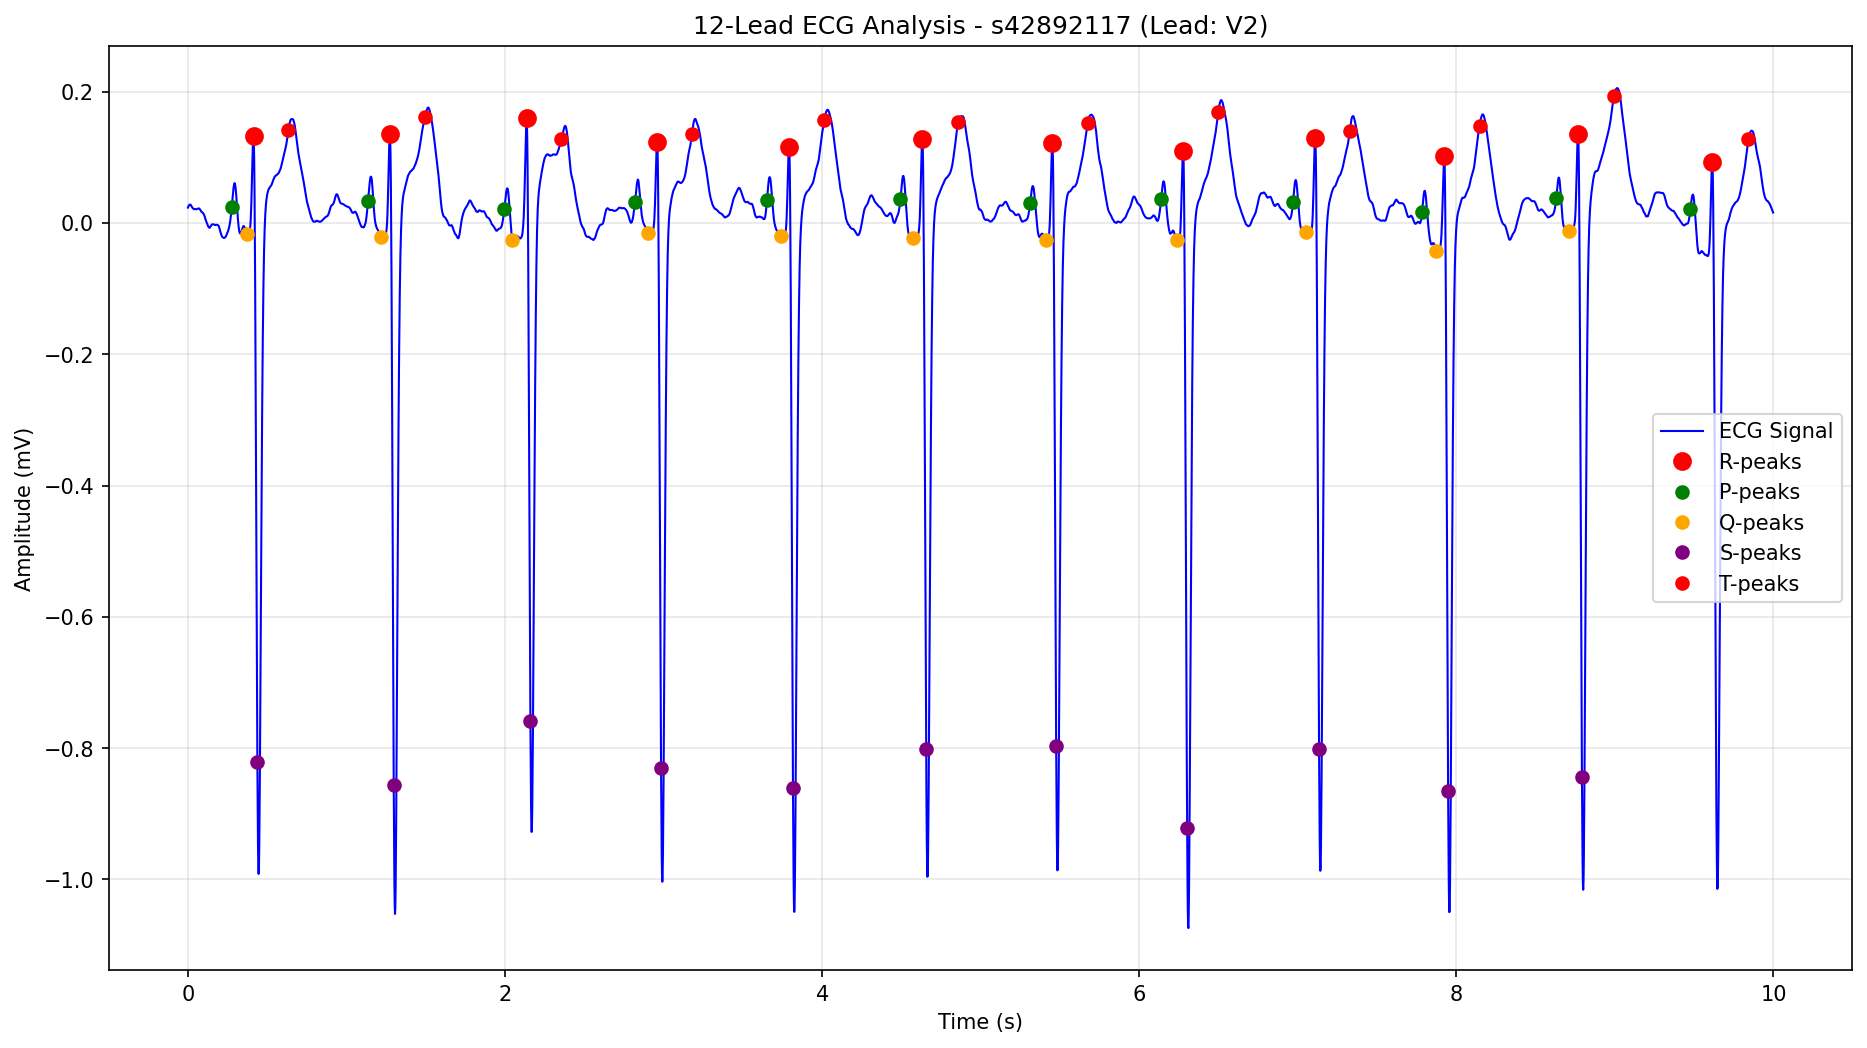 12-Lead ECG Analysis - s42892117 (Lead: V2)
0.2
0.0
−0.2
−0.4
−0.6
−0.8
−1.0
Amplitude (mV)
ECG Signal
R-peaks
P-peaks
Q-peaks
S-peaks
T-peaks
0 2 4 6 8 10
Time (s)